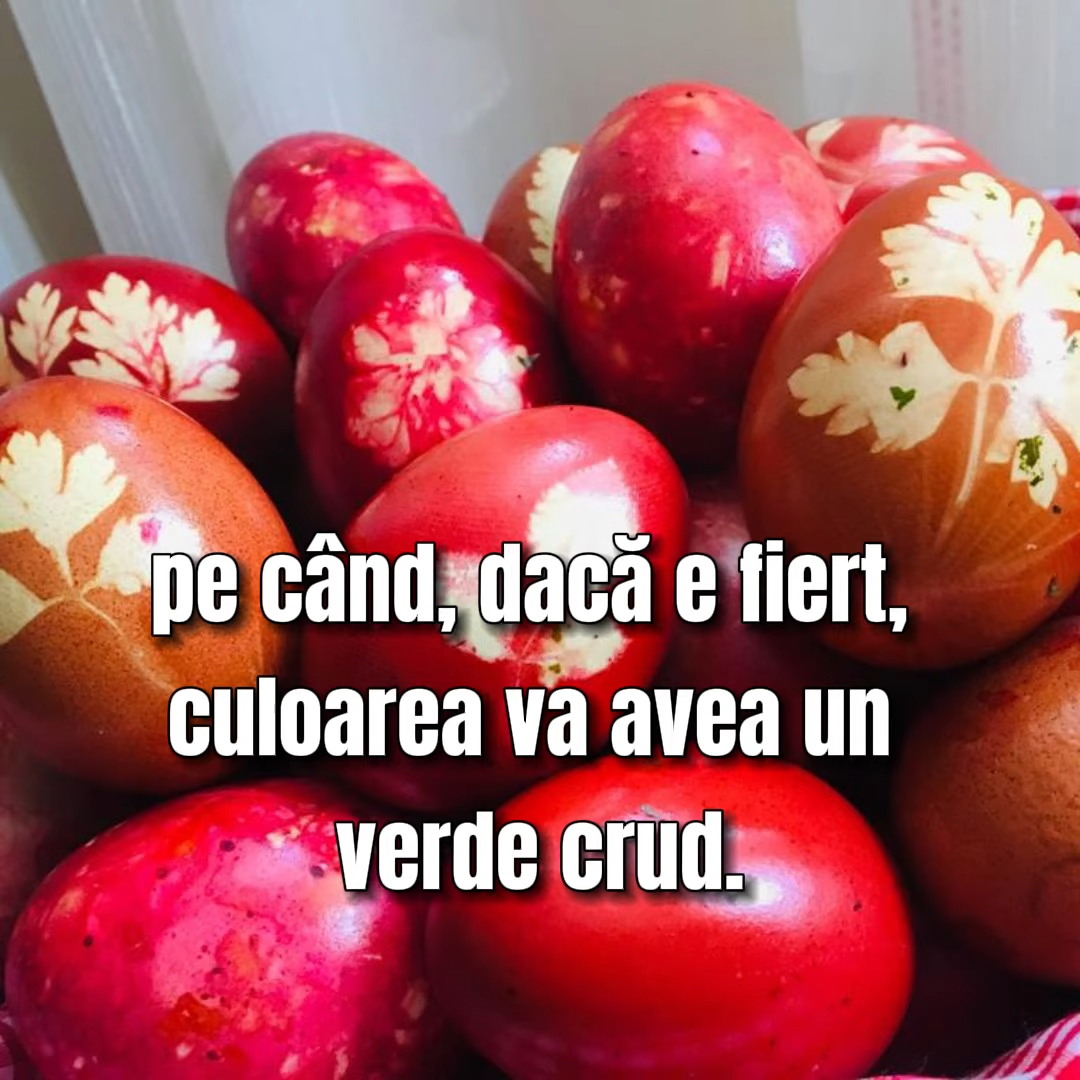 pe când, dacă e fiert,
culoarea va avea un
verde crud.